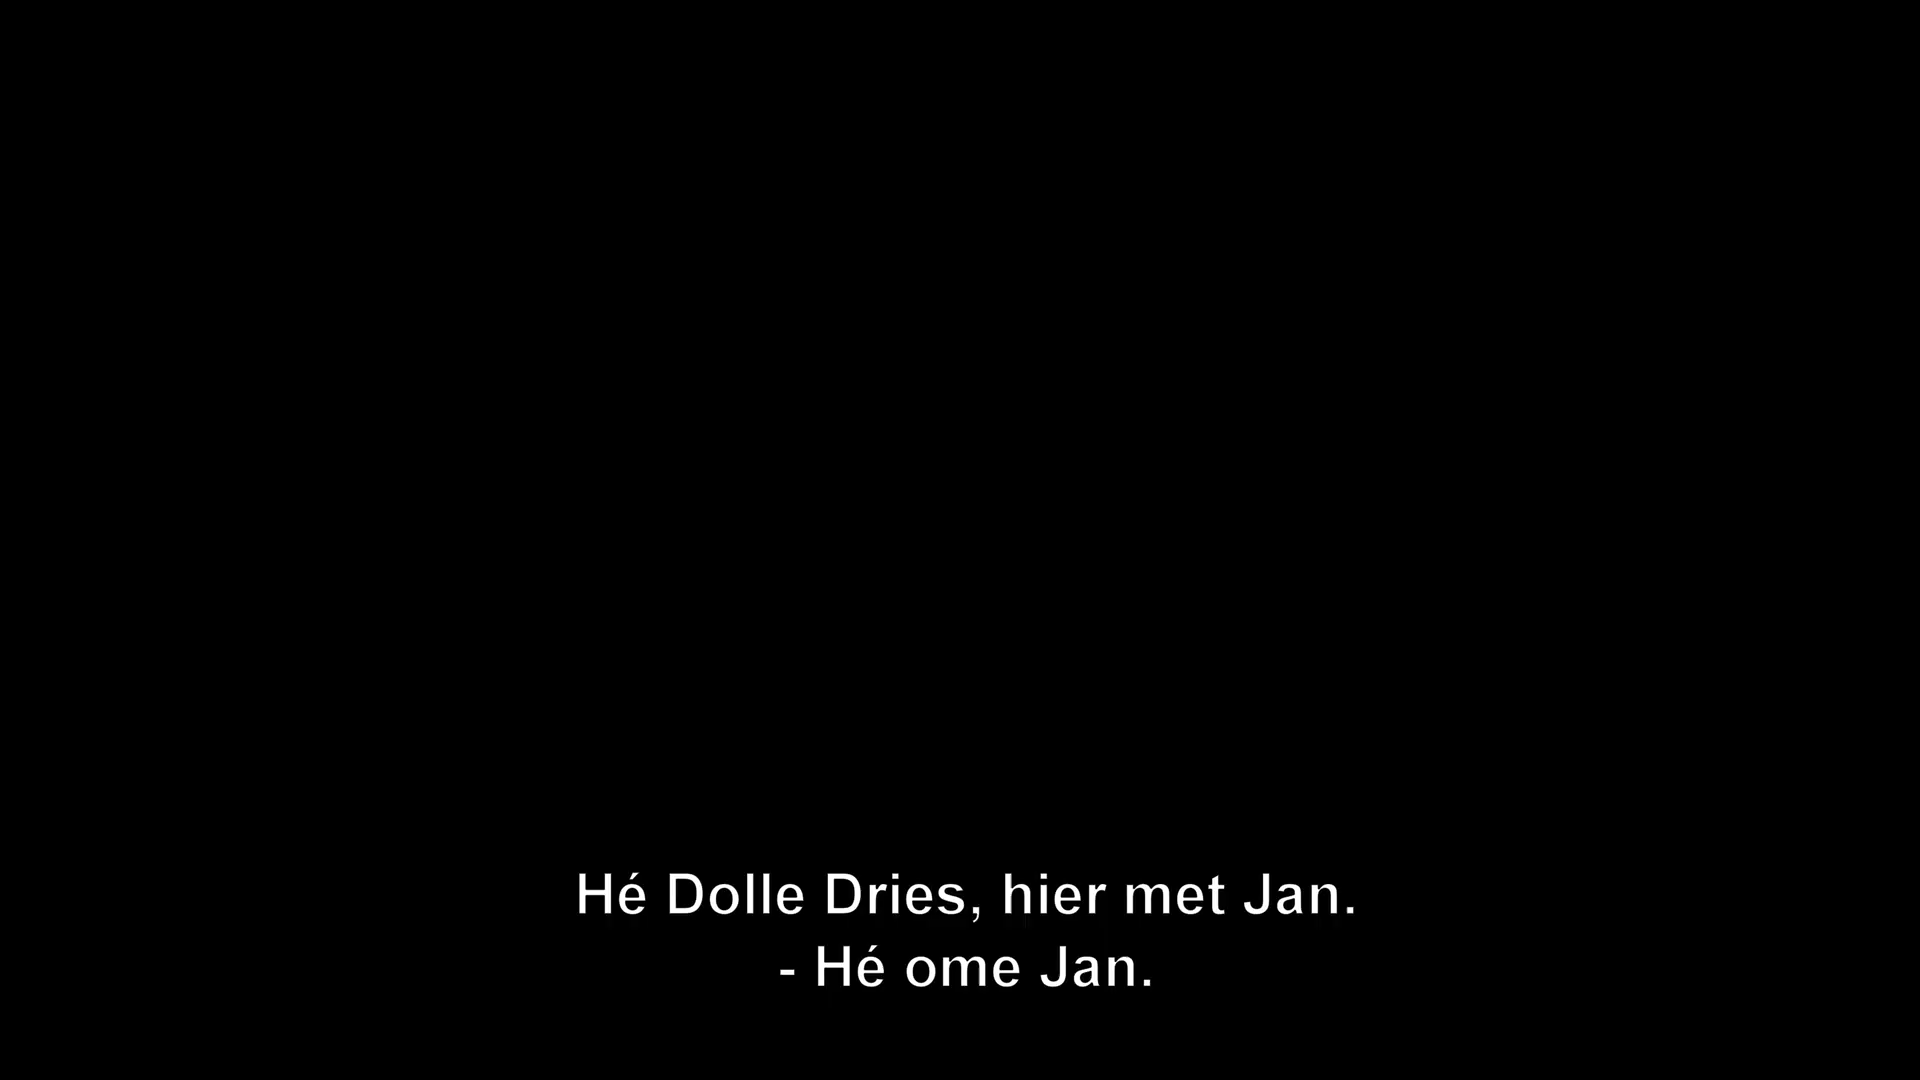 Hé Dolle Dries, hier met Jan.
- Hé ome Jan.